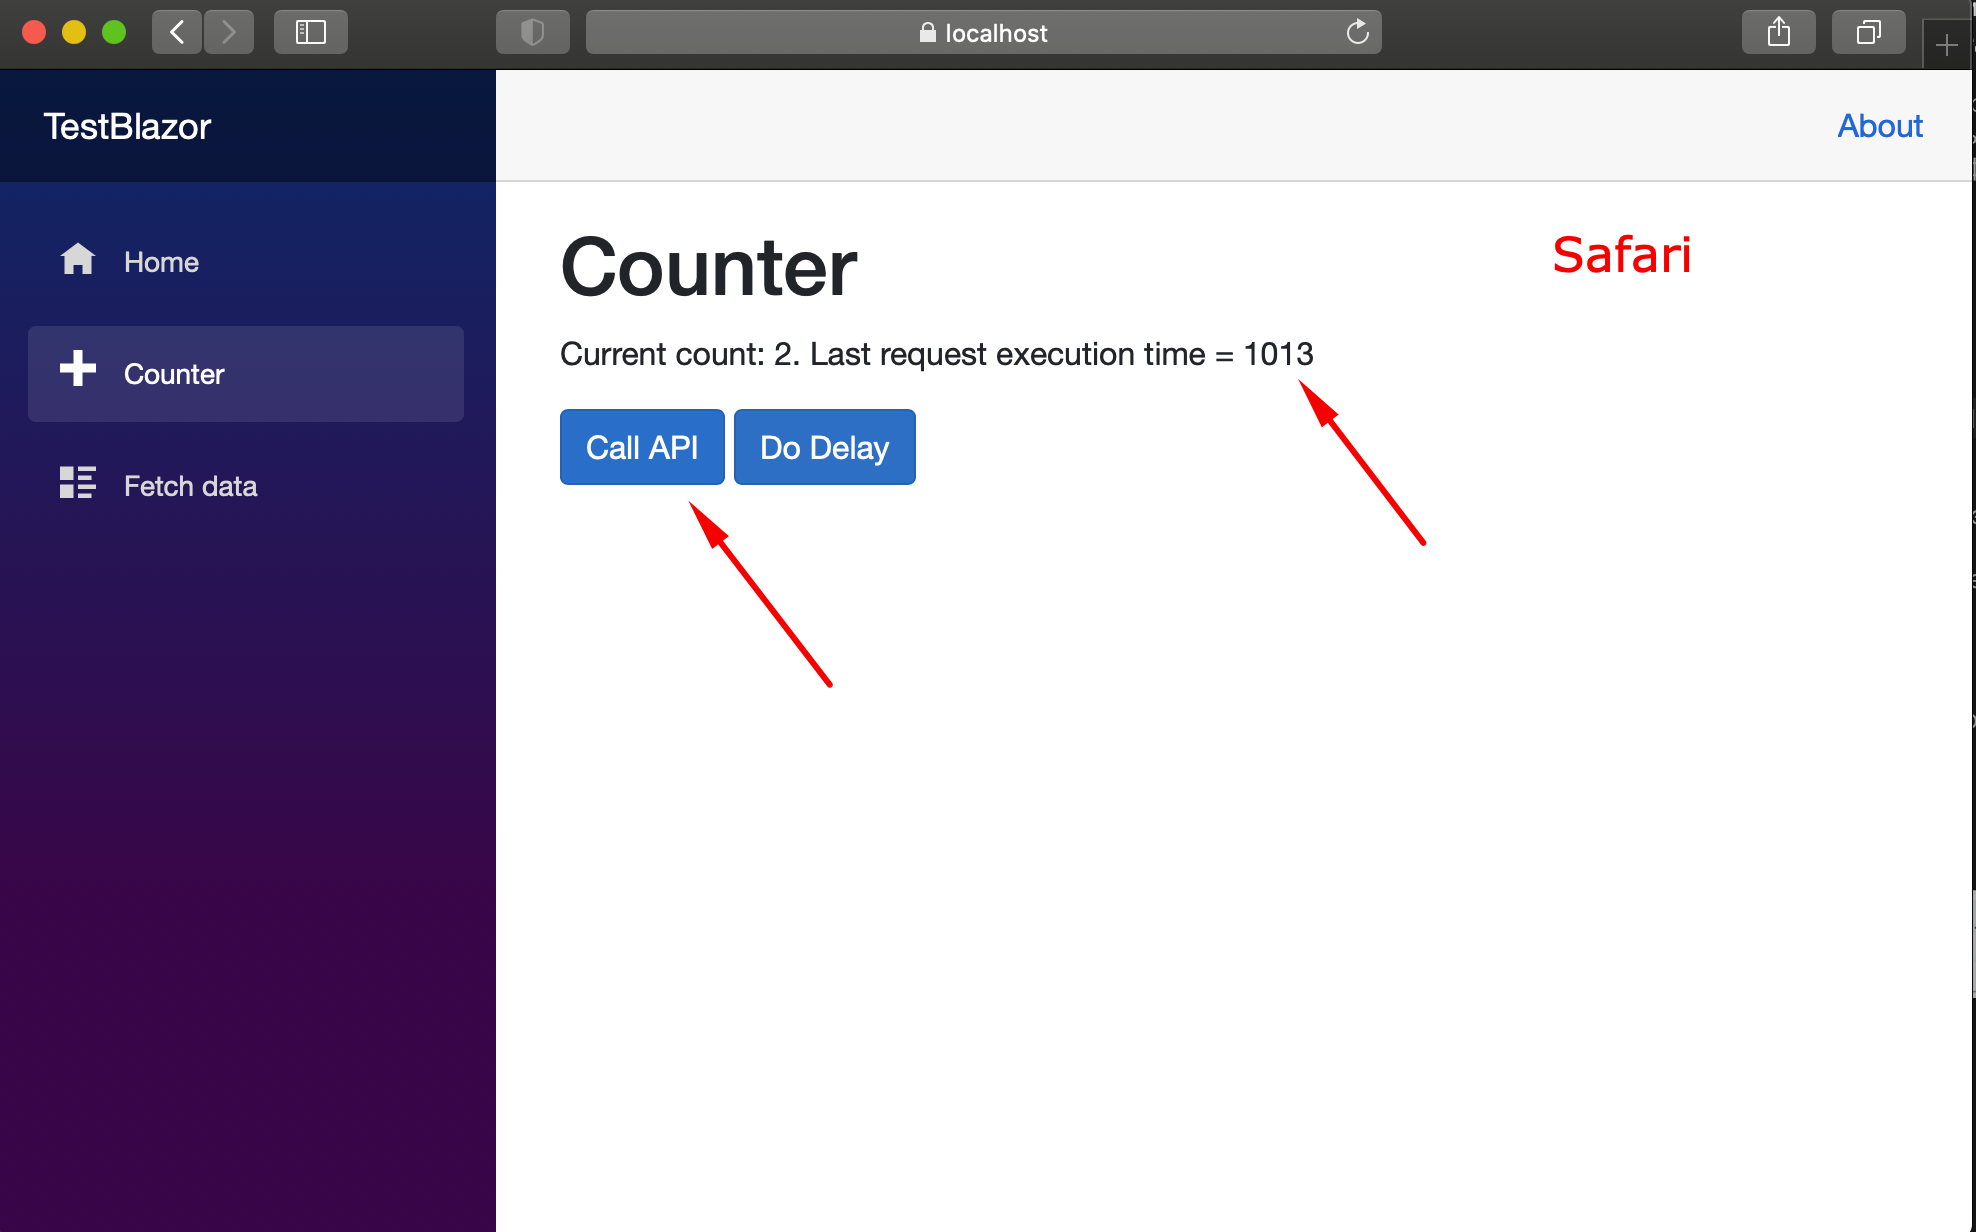 localhost
TestBlazor
About
Home
Counter
Fetch data
Counter
Safari
Current count: 2. Last request execution time = 1013
Call API
Do Delay